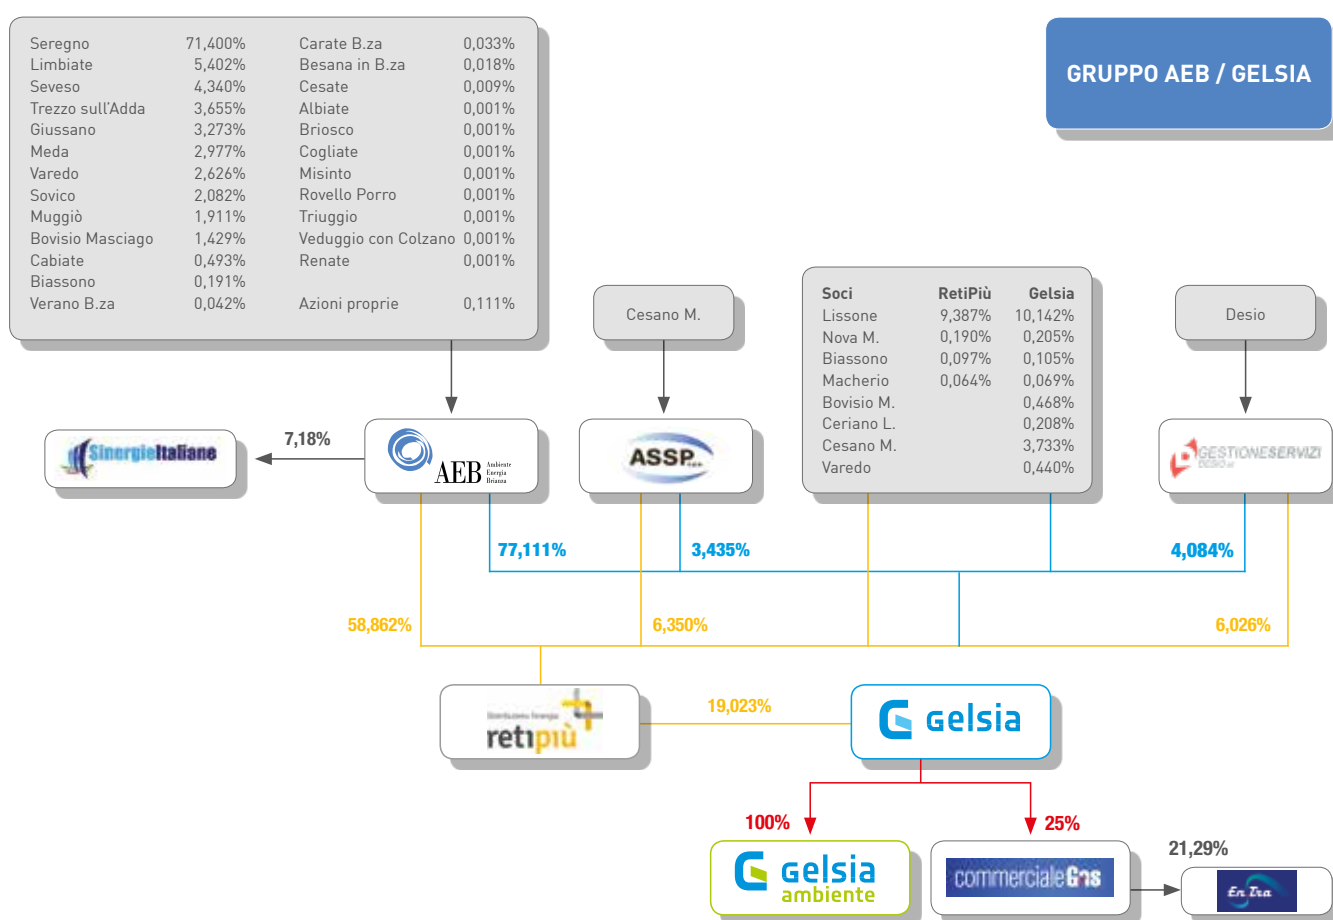 GRUPPO AEB / GELSIA
Seregno 71,400% Carate B.za 0,033%
Limbiate 5,402% Besana in B.za 0,018%
Seveso 4,340% Cesate 0,009%
Trezzo sull'Adda 3,655% Albiate 0,001%
Giussano 3,273% Briosco 0,001%
Meda 2,977% Cogliate 0,001%
Varedo 2,626% Misinto 0,001%
Sovico 2,082% Rovello Porro 0,001%
Muggiò 1,911% Triuggio 0,001%
Bovisio Masciago 1,429% Veduggio con Colzano 0,001%
Cabiate 0,493% Renate 0,001%
Biassono 0,191%
Verano B.za 0,042% Azioni proprie 0,111%
Cesano M.
Soci RetiPiù Gelsia
Lissone 9,387% 10,142%
Nova M. 0,190% 0,205%
Biassono 0,097% 0,105%
Macherio 0,064% 0,069%
Bovisio M. 0,468%
Ceriano L. 0,208%
Cesano M. 3,733%
Varedo 0,440%
Desio
SinergieItaliane
7,18%
AEB Ambiente
Energia
Brianza
ASSP
GESTIONESERVIZI
DESIO
77,111%
3,435%
4,084%
58,862%
6,350%
6,026%
Distribuzione Energia
retipiù
19,023%
Gelsia
100%
25%
Gelsia
ambiente
commercialeGas
21,29%
En Tra